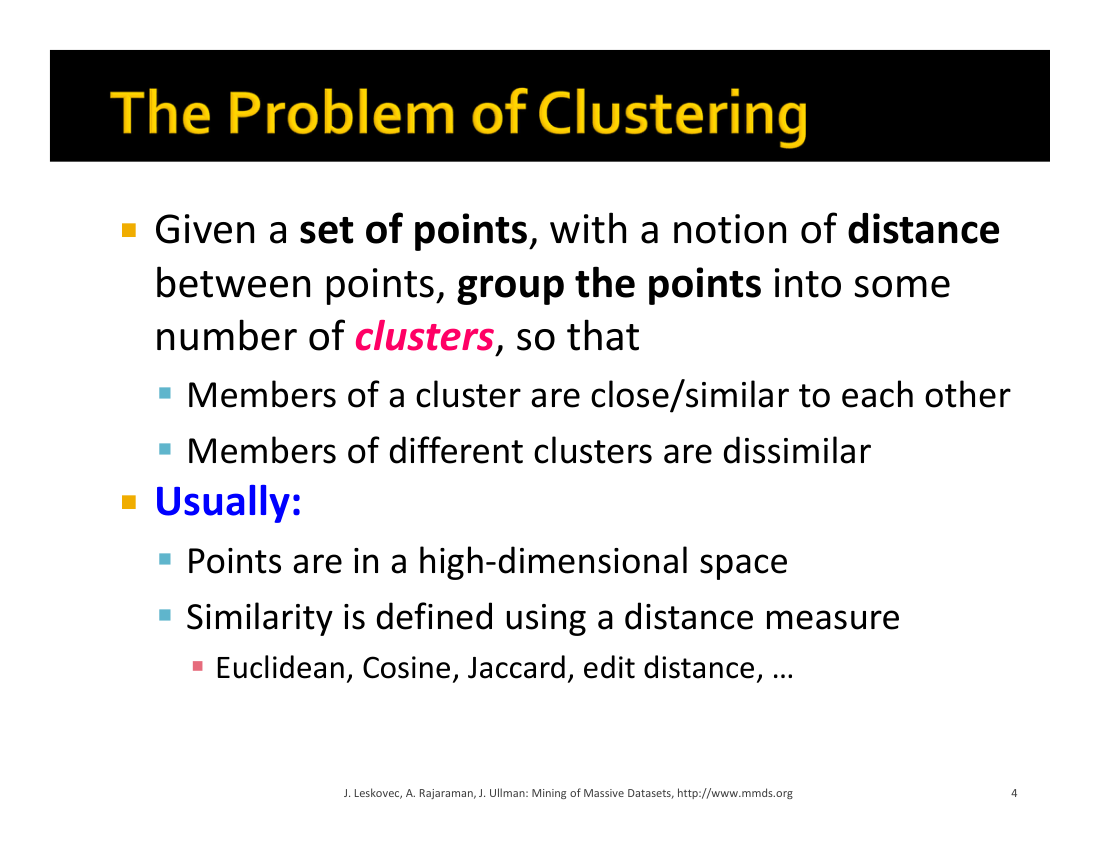 The Problem of Clustering
Given a set of points, with a notion of distance
between points, group the points into some
number of clusters, so that
Members of a cluster are close/similar to each other
Members of different clusters are dissimilar
Usually:
Points are in a high-dimensional space
Similarity is defined using a distance measure
Euclidean, Cosine, Jaccard, edit distance, …
J. Leskovec, A. Rajaraman, J. Ullman: Mining of Massive Datasets, http://www.mmds.org
4